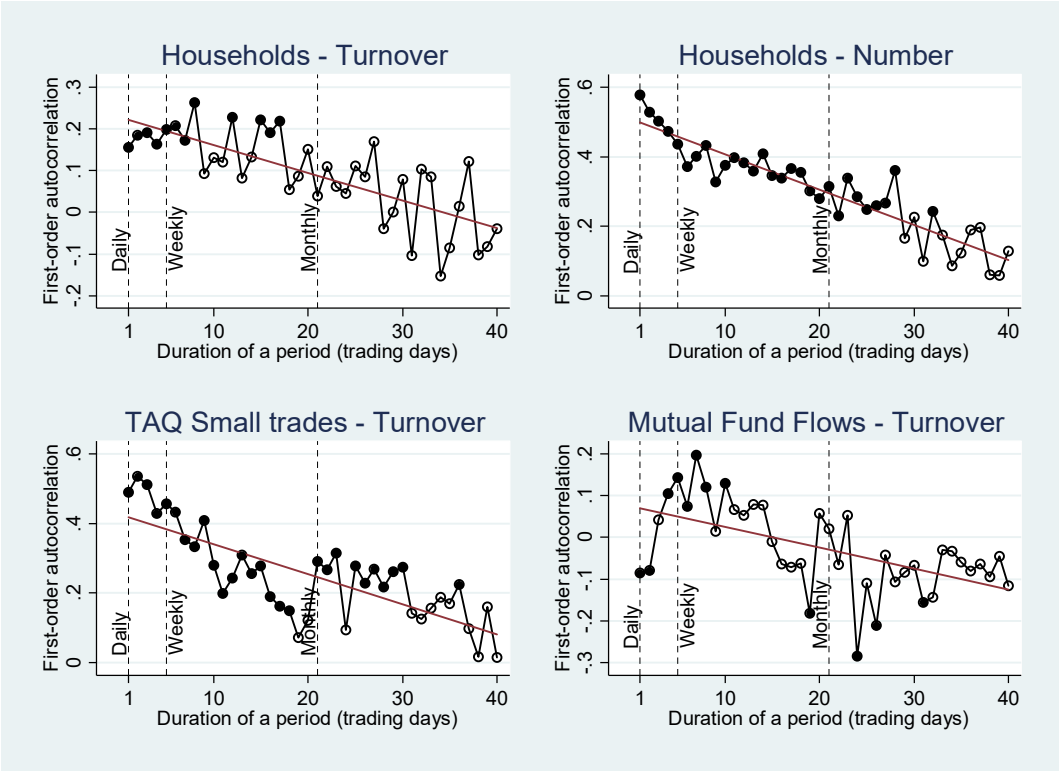 Households - Turnover
First-order autocorrelation
.3
.2
.1
0
-.1
-.2
Daily
Weekly
Monthly
1 10 20 30 40
Duration of a period (trading days)
Households - Number
First-order autocorrelation
.6
.4
.2
0
Daily
Weekly
Monthly
1 10 20 30 40
Duration of a period (trading days)
TAQ Small trades - Turnover
First-order autocorrelation
.6
.4
.2
0
Daily
Weekly
Monthly
1 10 20 30 40
Duration of a period (trading days)
Mutual Fund Flows - Turnover
First-order autocorrelation
.2
.1
0
-.1
-.2
-.3
Daily
Weekly
Monthly
1 10 20 30 40
Duration of a period (trading days)